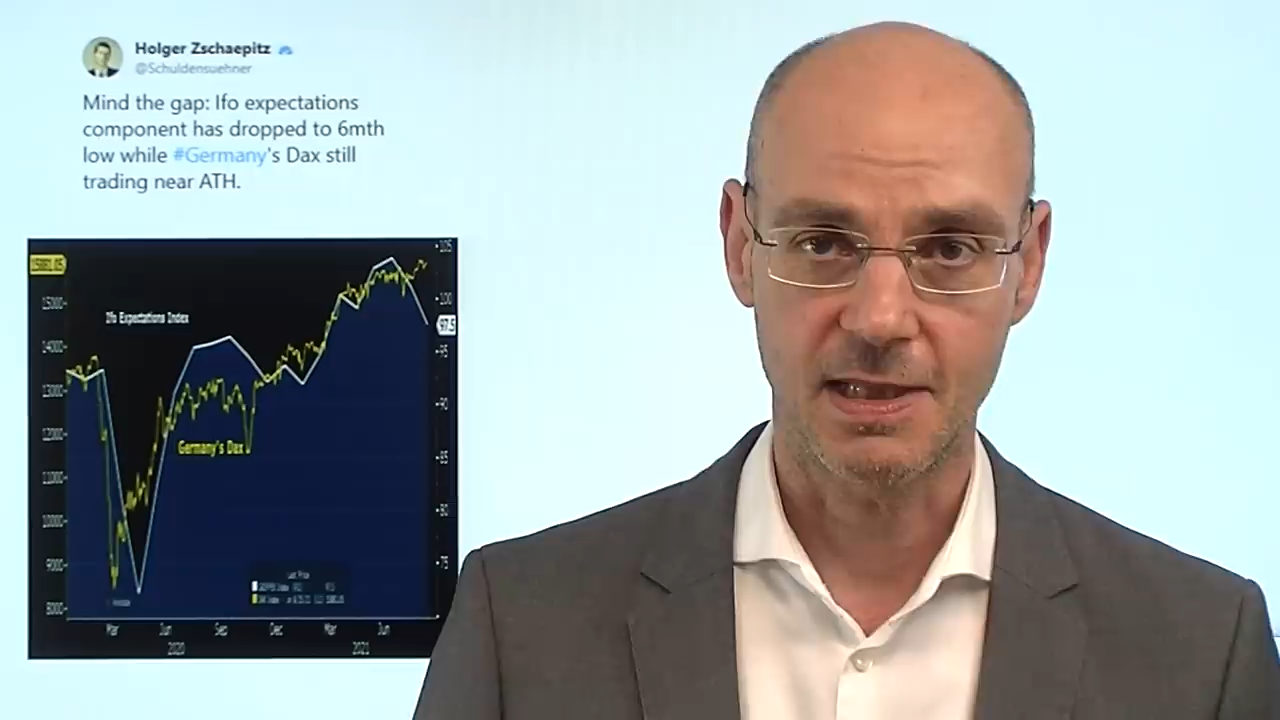 Holger Zschaepitz
@Schuldensuehner
Mind the gap: Ifo expectations
component has dropped to 6mth
low while #Germany's Dax still
trading near ATH.
105
15000
Ifo Expectations Index
100
97.5
14000
95
13000
90
12000
Germany's Dax
85
11000
10000
80
9000
75
Last Price
8000
Mar Jun Sep Dec Mar Jun
2020 2021